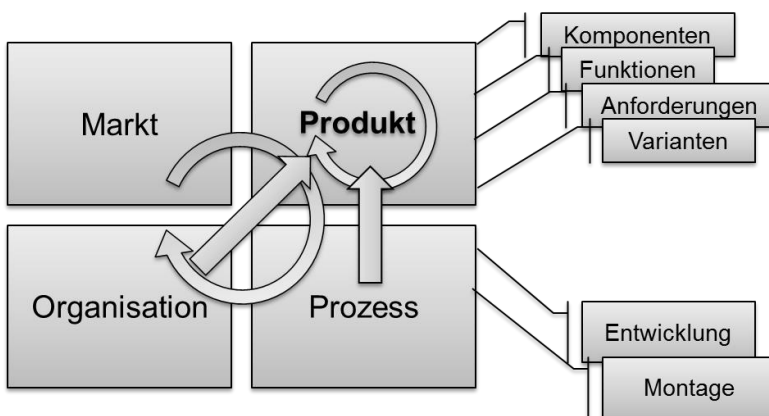 Markt
Produkt
Organisation
Prozess
Komponenten
Funktionen
Anforderungen
Varianten
Entwicklung
Montage